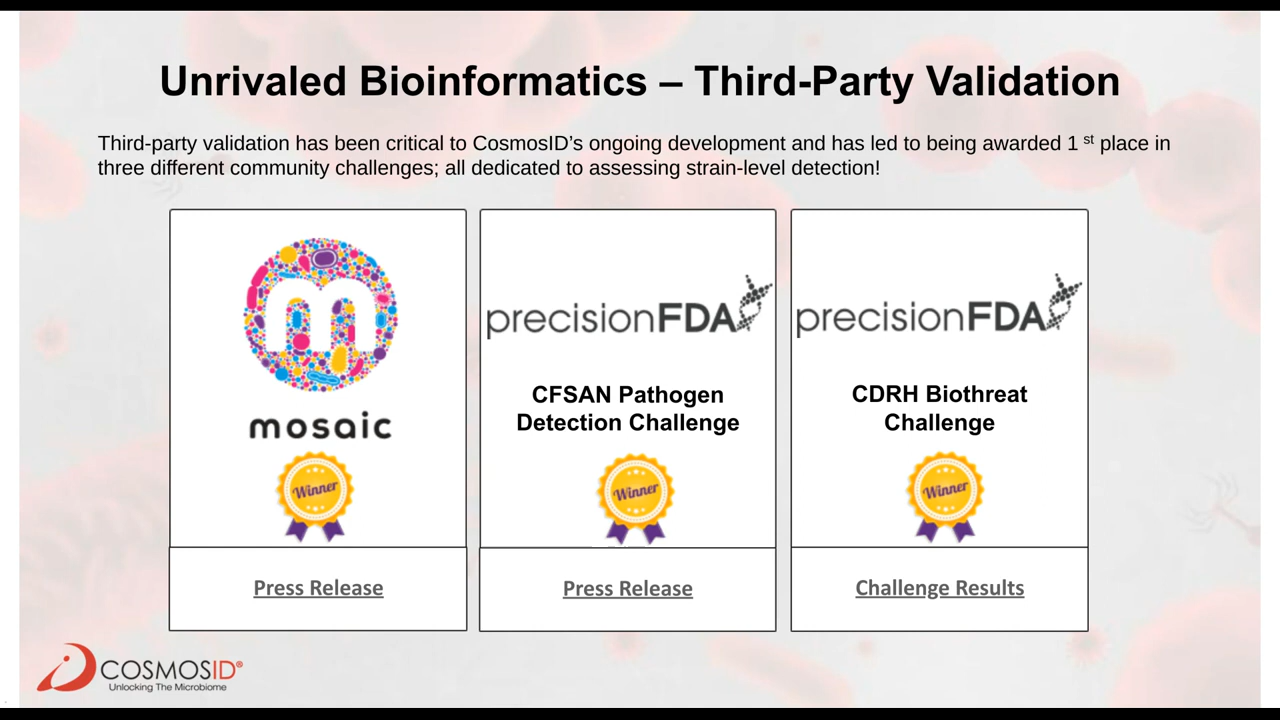 Unrivaled Bioinformatics – Third-Party Validation
Third-party validation has been critical to CosmosID’s ongoing development and has led to being awarded 1 st place in
three different community challenges; all dedicated to assessing strain-level detection!
m
mosaic
Winner
Press Release
precisionFDA
CFSAN Pathogen
Detection Challenge
Winner
Press Release
precisionFDA
CDRH Biothreat
Challenge
Winner
Challenge Results
COSMOSID®
Unlocking The Microbiome